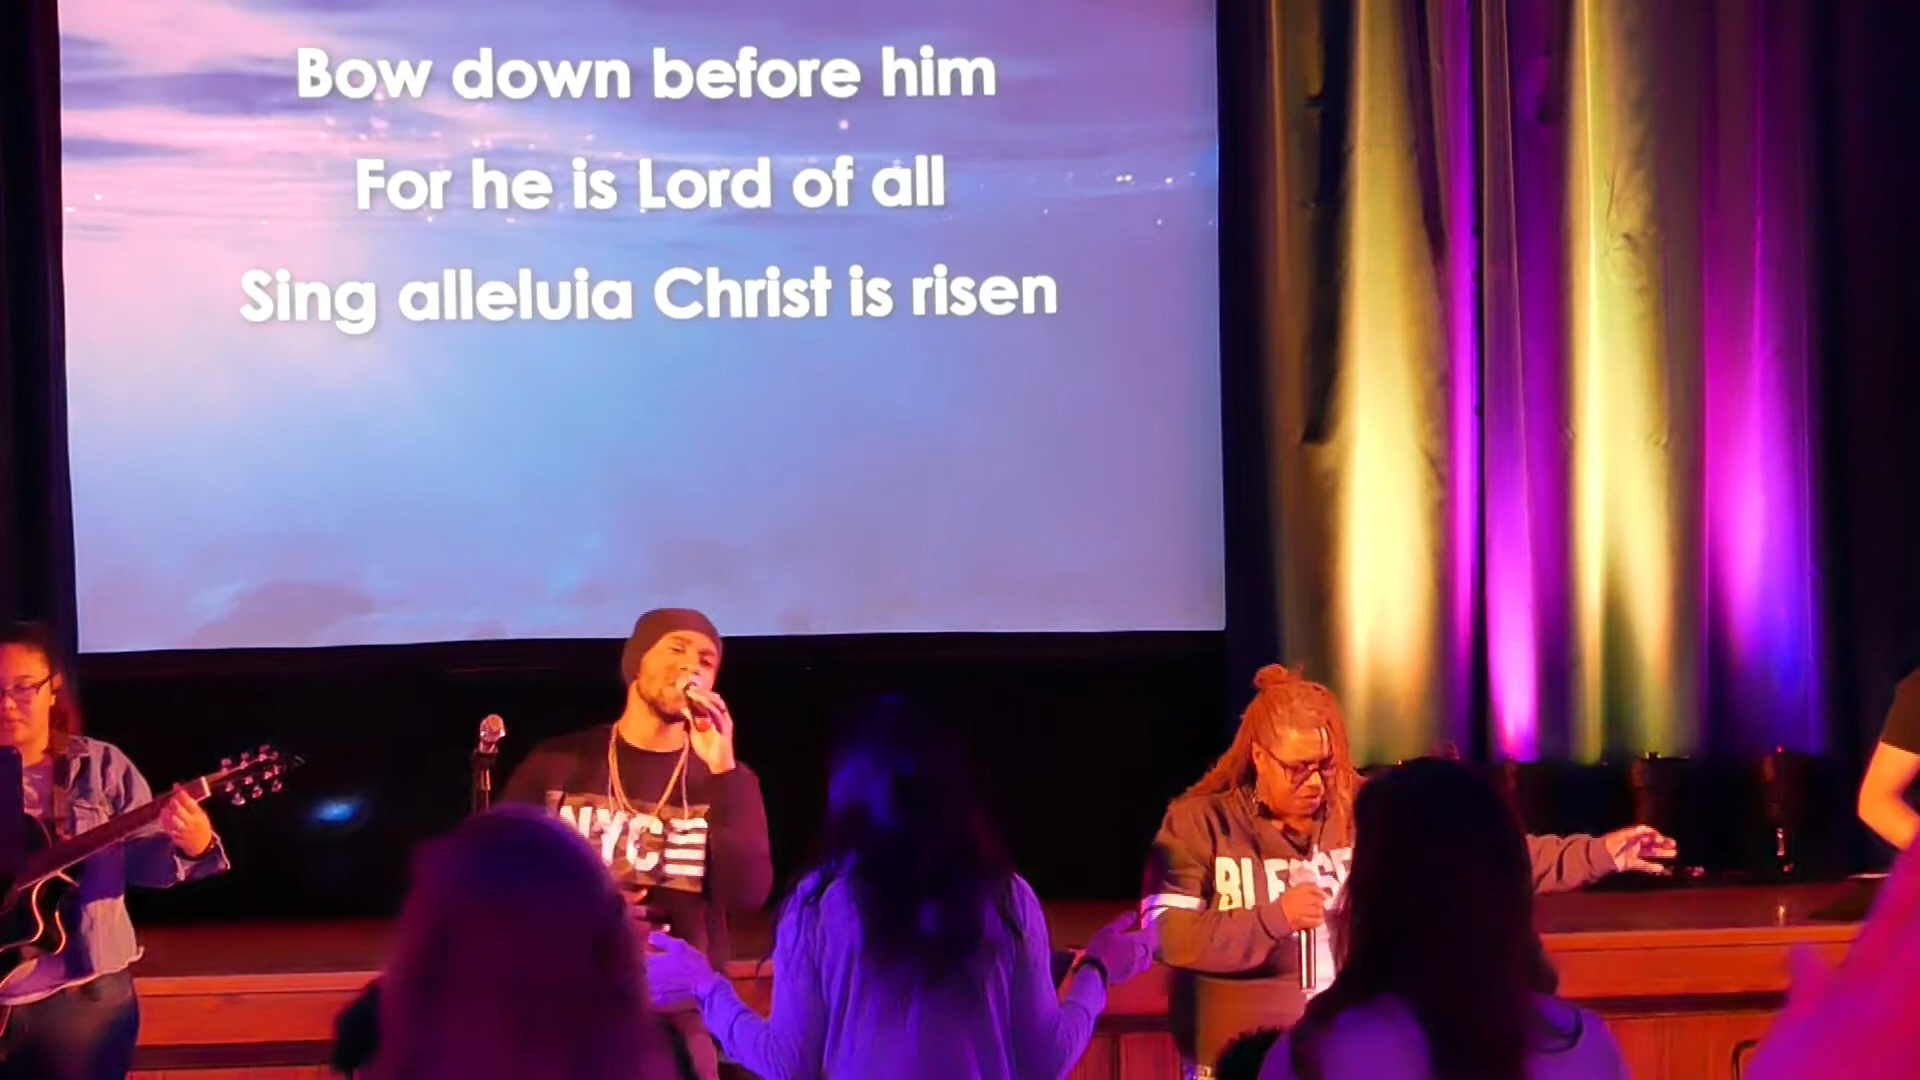 Bow down before him
For he is Lord of all
Sing alleluia Christ is risen
NYC